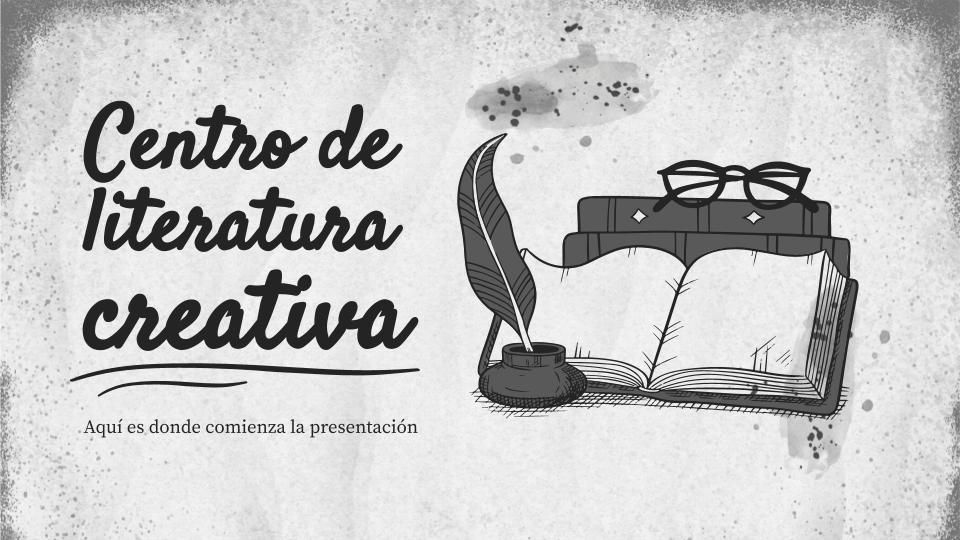 Centro de
literatura
creativa
Aquí es donde comienza la presentación